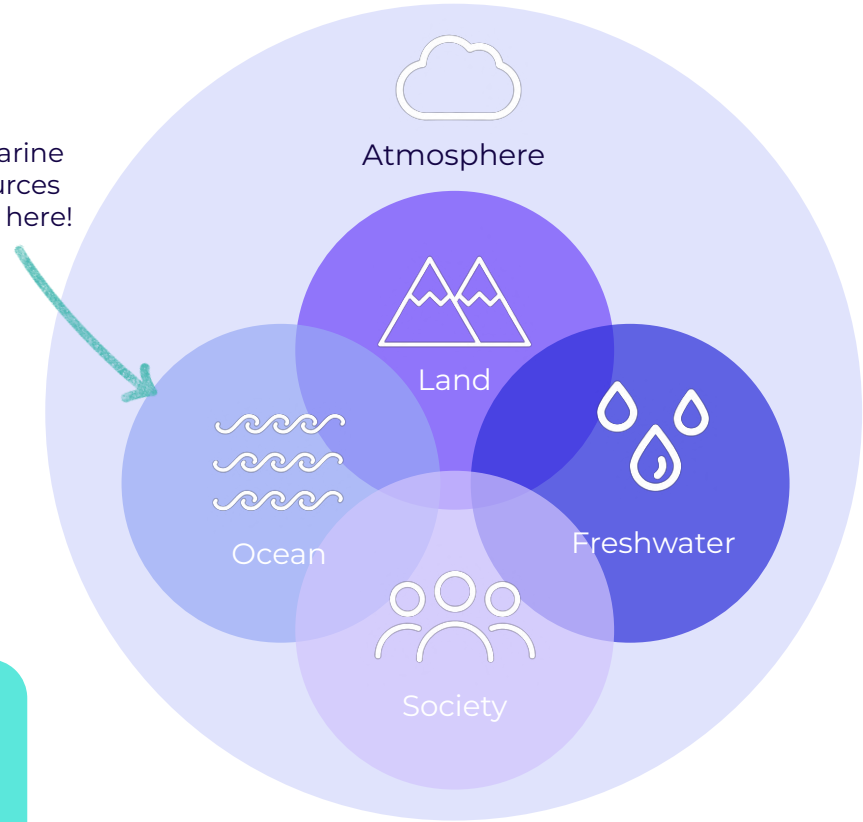 Atmosphere
arine
urces
here!
Land
Freshwater
Ocean
Society